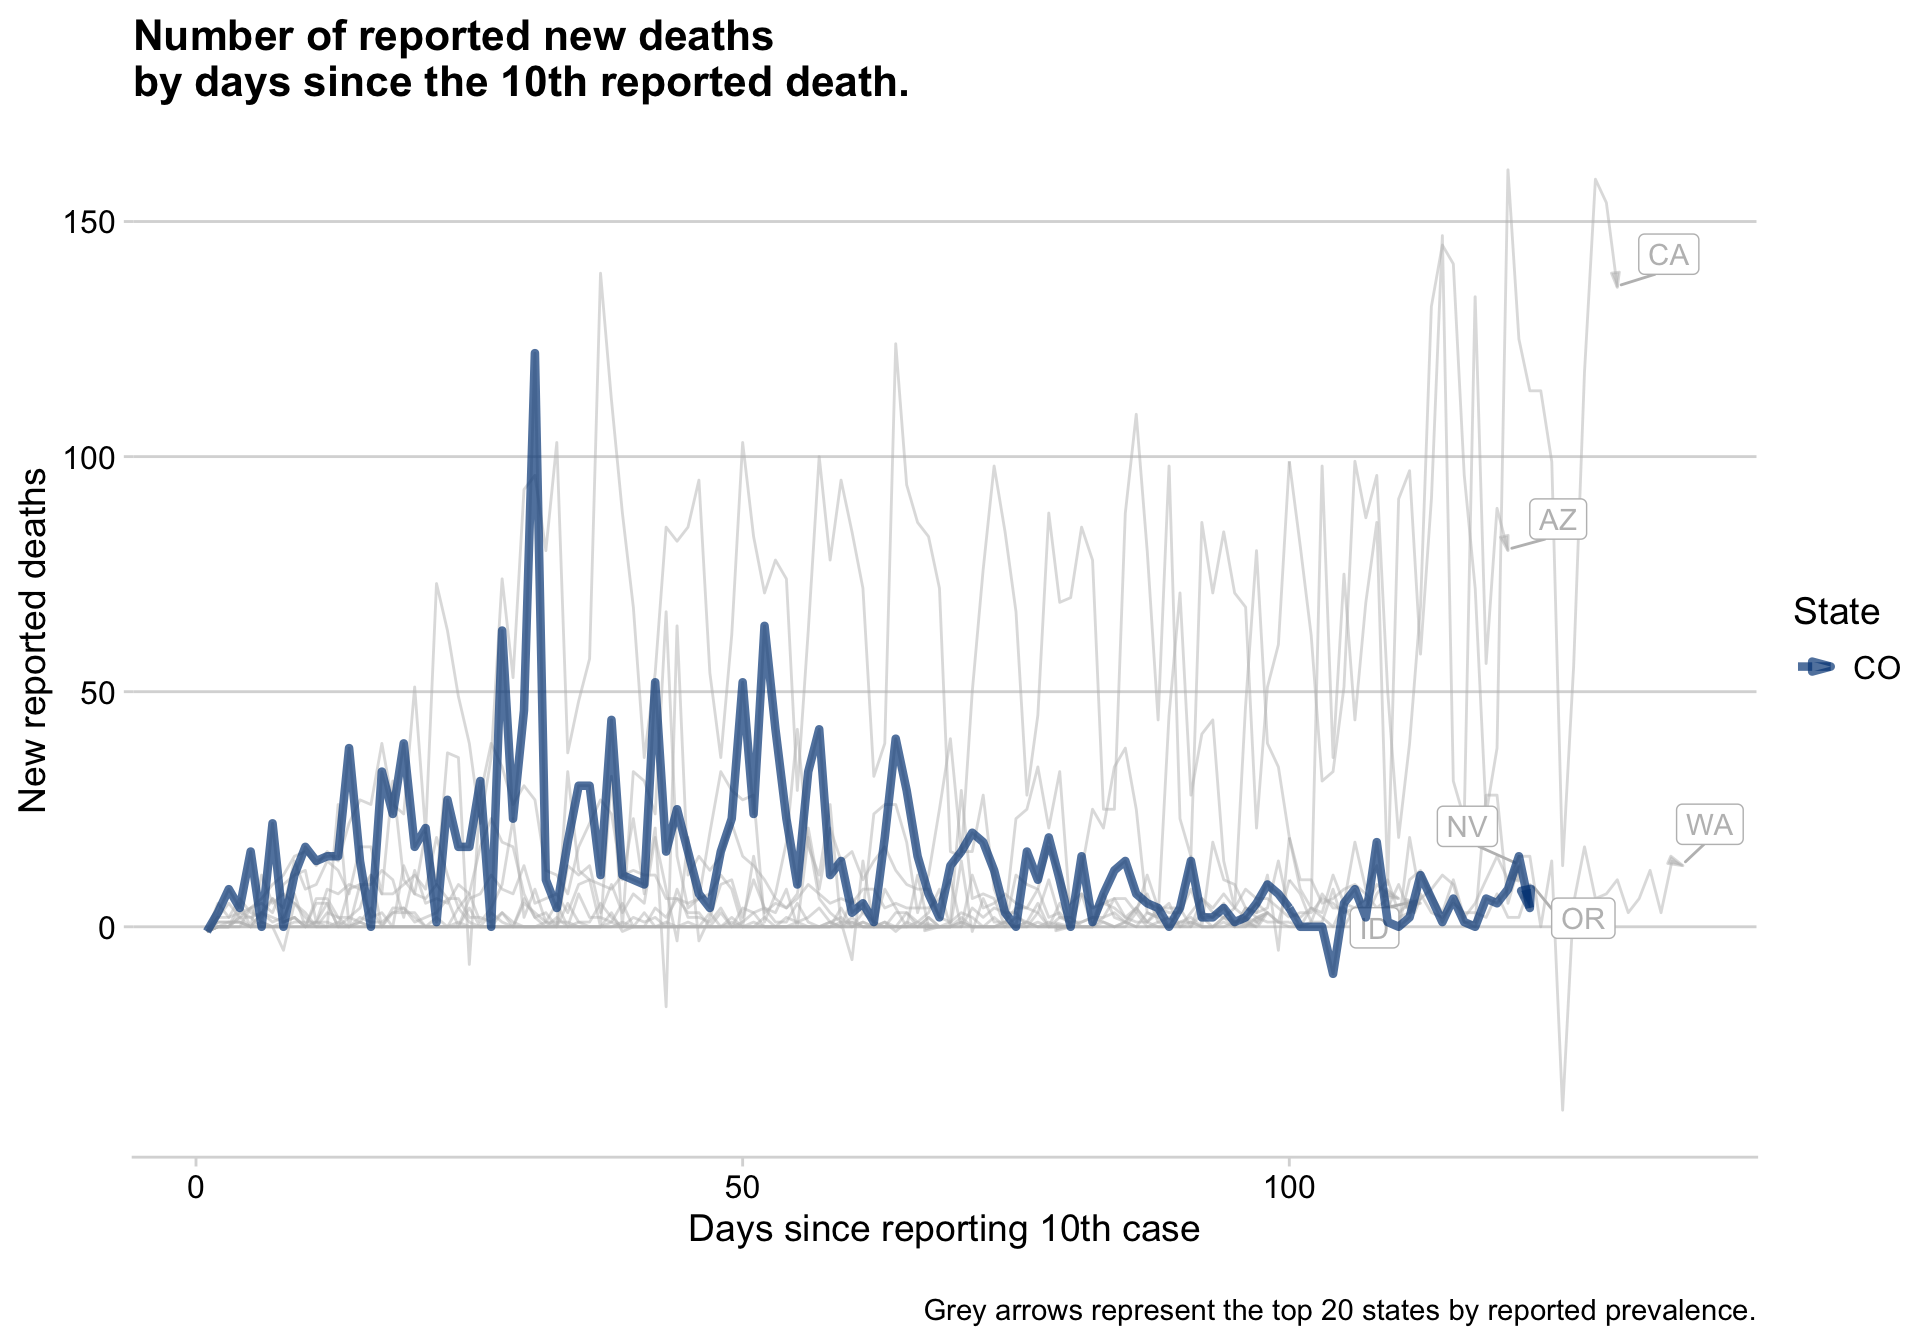 Number of reported new deaths
by days since the 10th reported death.
150
100
50
0
New reported deaths
CA
AZ
NV
WA
OR
ID
State
CO
0
50
100
Days since reporting 10th case
Grey arrows represent the top 20 states by reported prevalence.